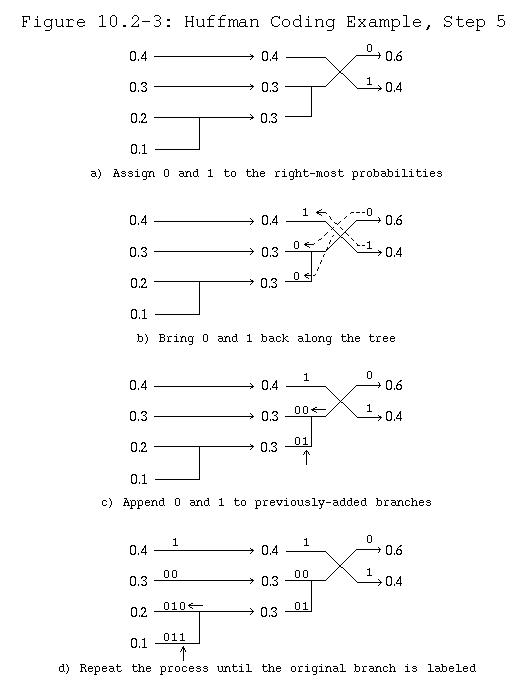 Figure 10.2-3: Huffman Coding Example, Step 5
0.4 0.4 0 0.6
0.3 0.3 1 0.4
0.2 0.3
0.1
a) Assign 0 and 1 to the right-most probabilities
0.4 0.4 1 0 0.6
0.3 0.3 0 1 0.4
0.2 0.3 0
0.1
b) Bring 0 and 1 back along the tree
0.4 0.4 1 0 0.6
0.3 0.3 00 1 0.4
0.2 0.3 01
0.1
c) Append 0 and 1 to previously-added branches
0.4 1 0.4 1 0 0.6
0.3 00 0.3 00 1 0.4
0.2 010 0.3 01
0.1 011
d) Repeat the process until the original branch is labeled